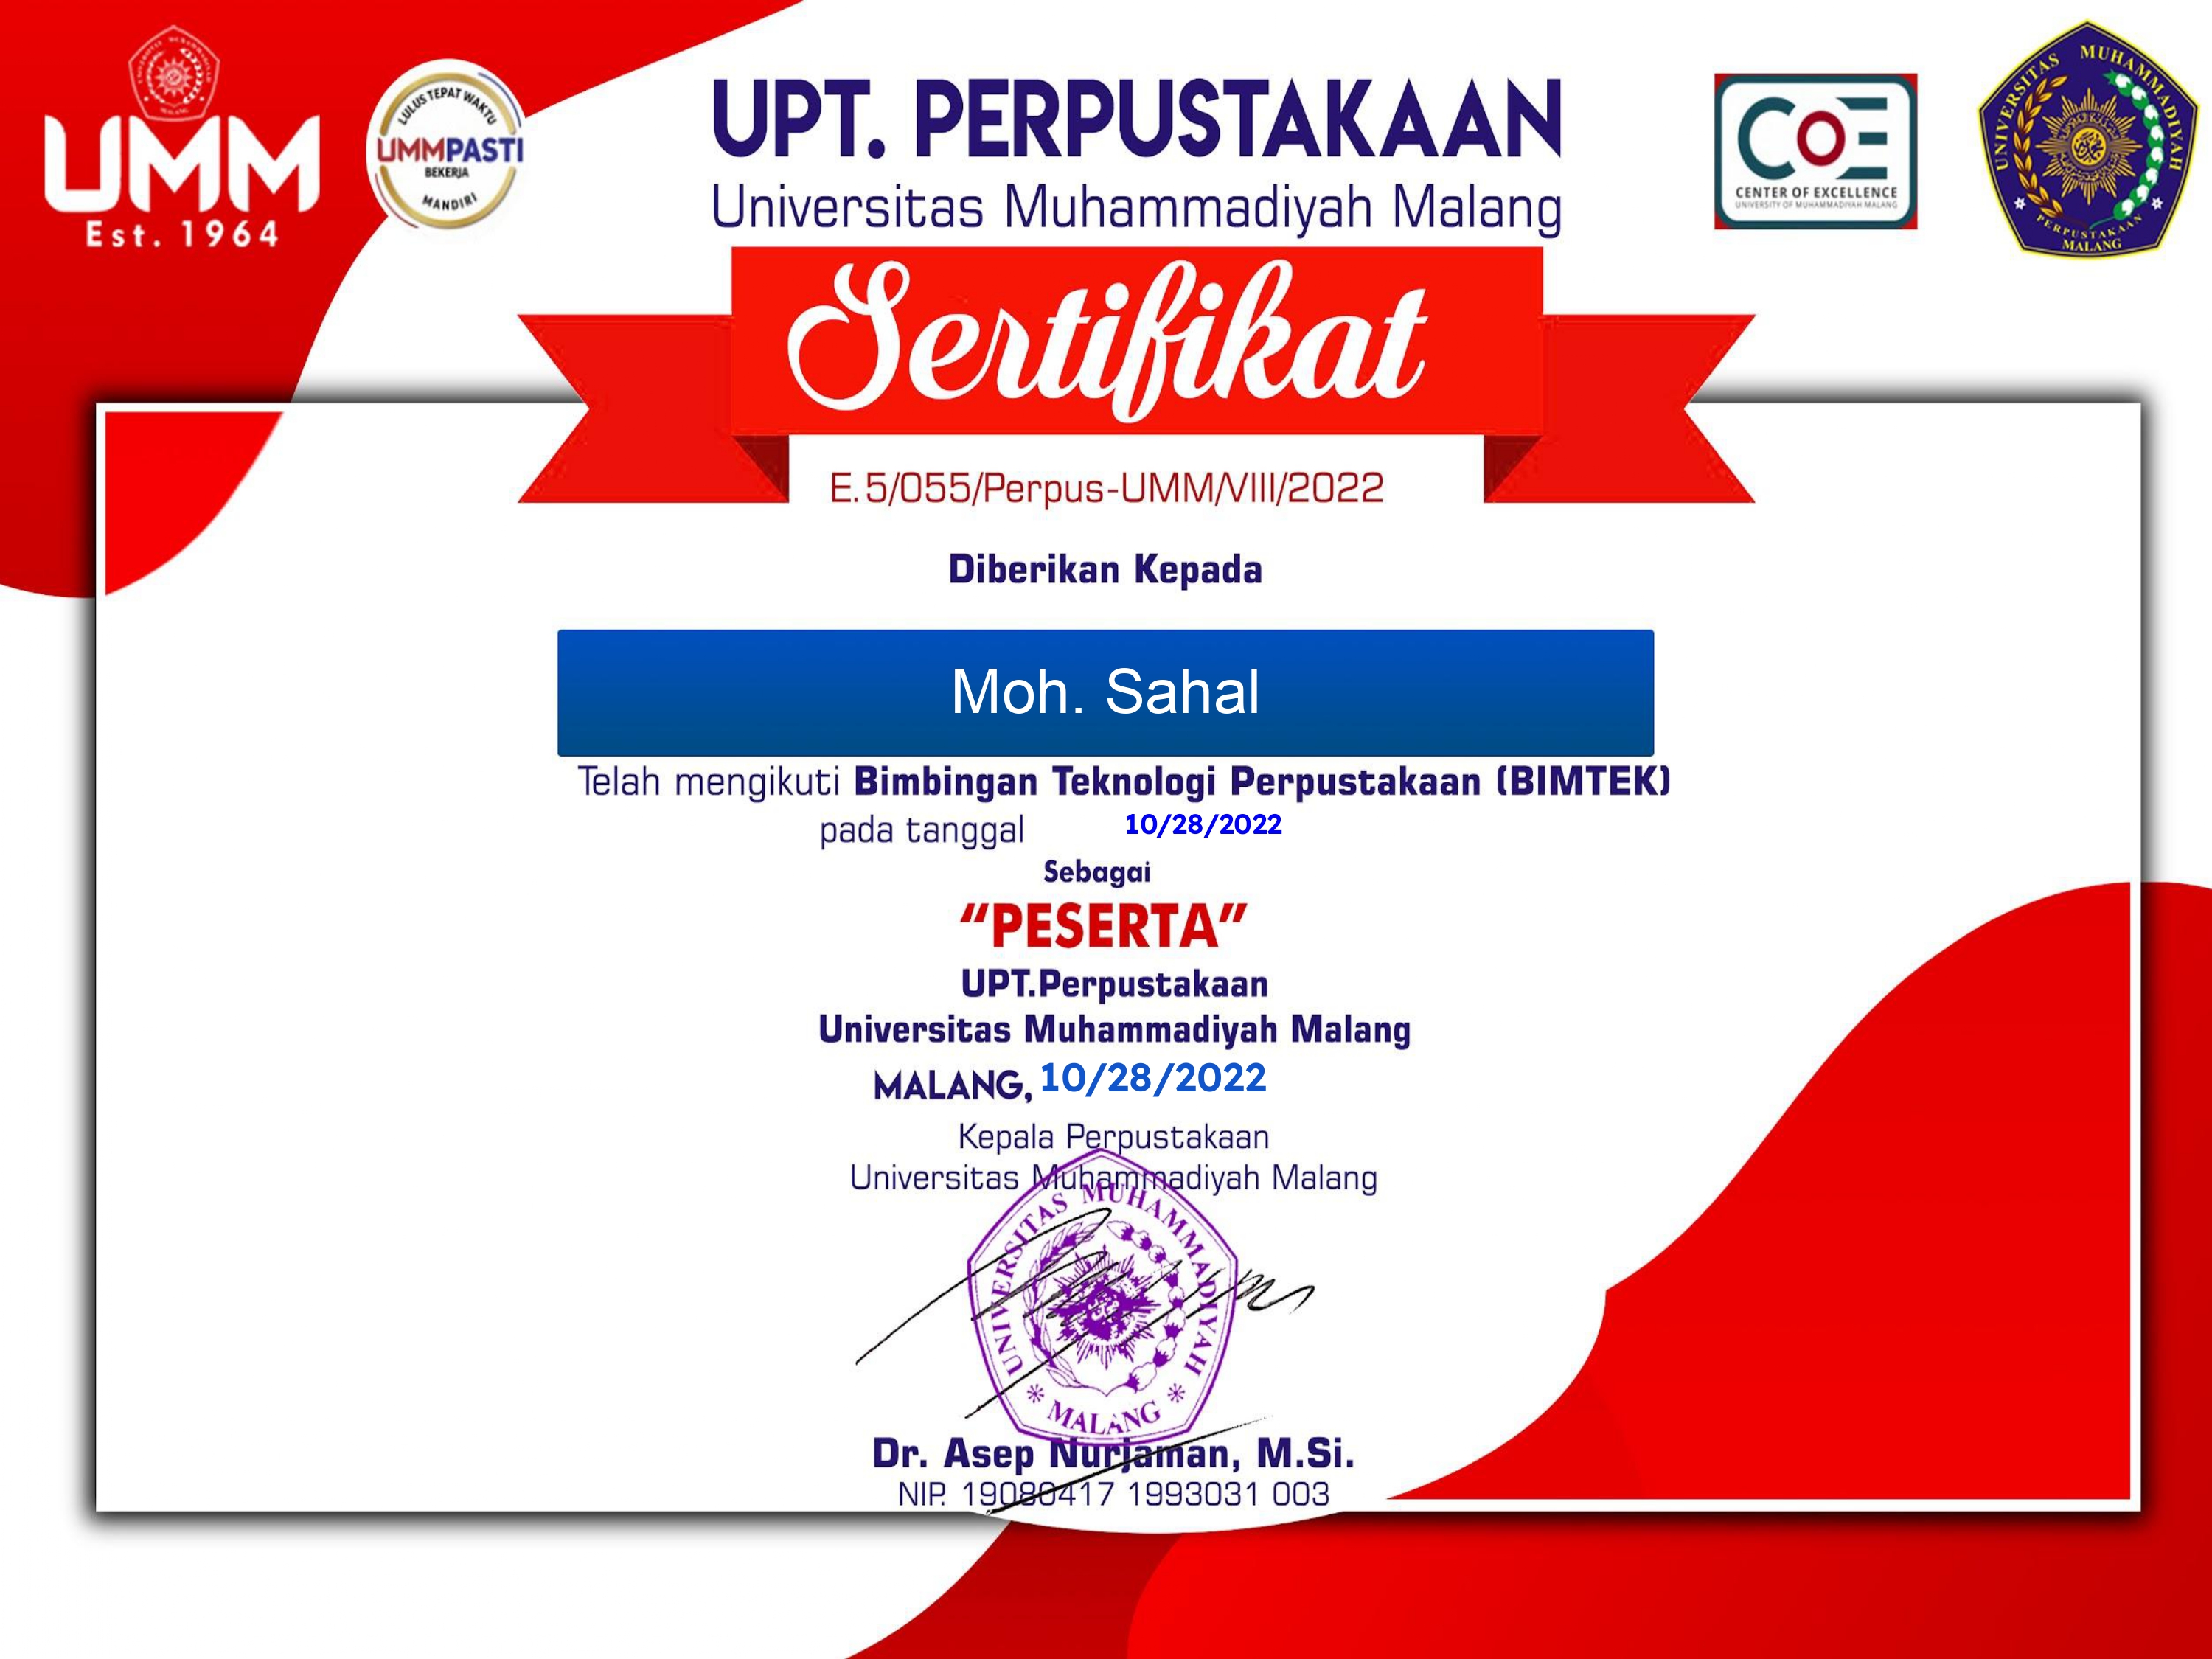 UMM
Est. 1964
LULUS TEPAT WAKTU
UMMPASTI
BEKERJA
MANDIRI
UPT. PERPUSTAKAAN
Universitas Muhammadiyah Malang
COE
CENTER OF EXCELLENCE
UNIVERSITY OF MUHAMMADIYAH MALANG
UNIVERSITAS MUHAMMADIYAH
PERPUSTAKAAN
MALANG
Sertifikat
E.5/055/Perpus-UMM/VIII/2022
Diberikan Kepada
Moh. Sahal
Telah mengikuti Bimbingan Teknologi Perpustakaan (BIMTEK)
pada tanggal 10/28/2022
Sebagai
“PESERTA”
UPT.Perpustakaan
Universitas Muhammadiyah Malang
MALANG, 10/28/2022
Kepala Perpustakaan
Universitas Muhammadiyah Malang
UNIVERSITAS MUHAMMADIYAH
MALANG
Dr. Asep Nurjaman, M.Si.
NIP. 19080417 1993031 003